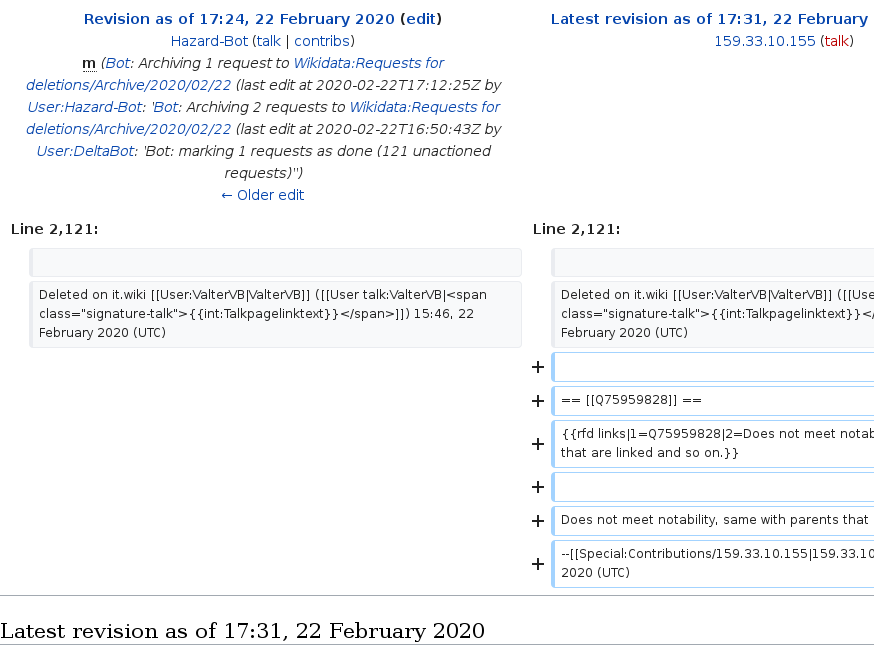 Revision as of 17:24, 22 February 2020 (edit)
Hazard-Bot (talk | contribs)
m (Bot: Archiving 1 request to Wikidata:Requests for
deletions/Archive/2020/02/22 (last edit at 2020-02-22T17:12:25Z by
User:Hazard-Bot: 'Bot: Archiving 2 requests to Wikidata:Requests for
deletions/Archive/2020/02/22 (last edit at 2020-02-22T16:50:43Z by
User:DeltaBot: 'Bot: marking 1 requests as done (121 unactioned
requests)'')
← Older edit
Latest revision as of 17:31, 22 February
159.33.10.155 (talk)
Line 2,121:
Line 2,121:
Deleted on it.wiki [[User:ValterVB|ValterVB]] ([[User talk:ValterVB|<span
class="signature-talk">{{int:Talkpagelinktext}}</span>]]) 15:46, 22
February 2020 (UTC)
Deleted on it.wiki [[User:ValterVB|ValterVB]] ([[Use
class="signature-talk">{{int:Talkpagelinktext}}</
February 2020 (UTC)
+
+ == [[Q75959828]] ==
+ {{rfd links|1=Q75959828|2=Does not meet notab
that are linked and so on.}}
+
+ Does not meet notability, same with parents that
+ --[[Special:Contributions/159.33.10.155|159.33.10
2020 (UTC)
Latest revision as of 17:31, 22 February 2020